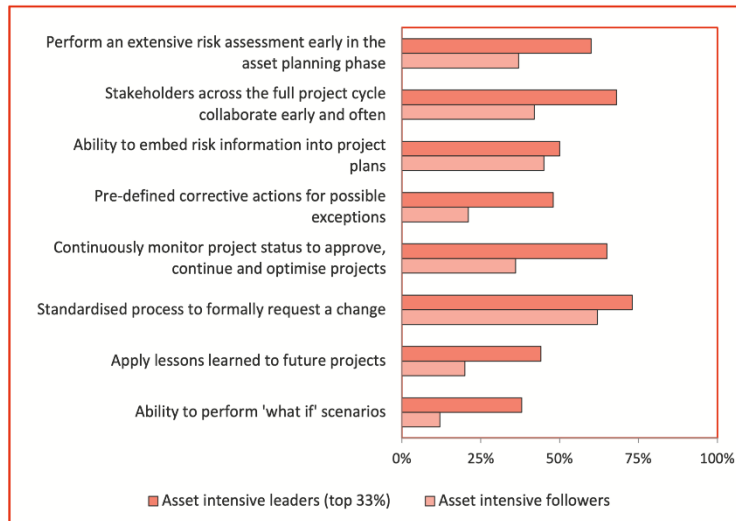 Perform an extensive risk assessment early in the
asset planning phase
Stakeholders across the full project cycle
collaborate early and often
Ability to embed risk information into project
plans
Pre-defined corrective actions for possible
exceptions
Continuously monitor project status to approve,
continue and optimise projects
Standardised process to formally request a change
Apply lessons learned to future projects
Ability to perform 'what if' scenarios
0% 25% 50% 75% 100%
Asset intensive leaders (top 33%) Asset intensive followers